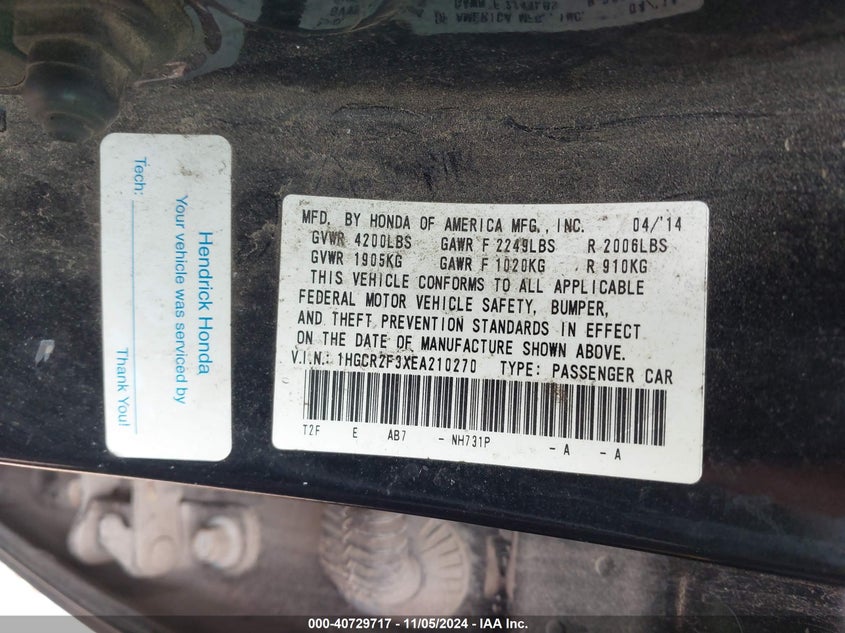 Hendrick Honda
Your vehicle was serviced by
Tech:
Thank You!
MFD. BY HONDA OF AMERICA MFG., INC. 04/'14
GVWR 4200LBS GAWR F 2249LBS R 2006LBS
GVWR 1905KG GAWR F 1020KG R 910KG
THIS VEHICLE CONFORMS TO ALL APPLICABLE
FEDERAL MOTOR VEHICLE SAFETY, BUMPER,
AND THEFT PREVENTION STANDARDS IN EFFECT
ON THE DATE OF MANUFACTURE SHOWN ABOVE.
V.I.N.: 1HGCR2F3XEA210270 TYPE: PASSENGER CAR
T2F E AB7 - NH731P - A - A
000-40729717 - 11/05/2024 - IAA Inc.